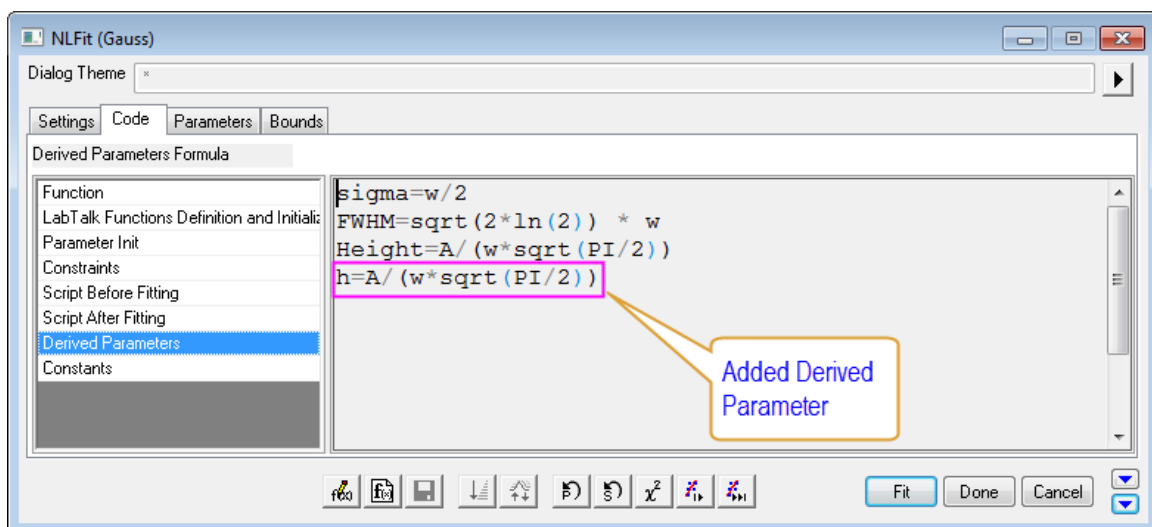 NLFit (Gauss)
Dialog Theme *
Settings Code Parameters Bounds
Derived Parameters Formula
Function
LabTalk Functions Definition and Initializ
Parameter Init
Constraints
Script Before Fitting
Script After Fitting
Derived Parameters
Constants
sigma=w/2
FWHM=sqrt(2*ln(2)) * w
Height=A/(w*sqrt(PI/2))
h=A/(w*sqrt(PI/2))
Added Derived
Parameter
Fit Done Cancel